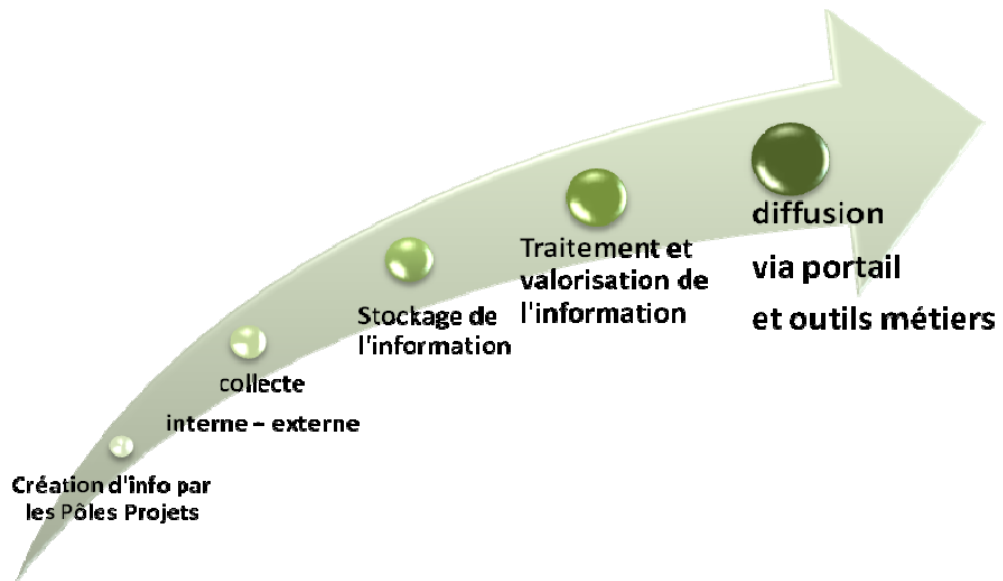 Création d'info par
les Pôles Projets
collecte
interne – externe
Stockage de
l'information
Traitement et
valorisation de
l'information
diffusion
via portail
et outils métiers